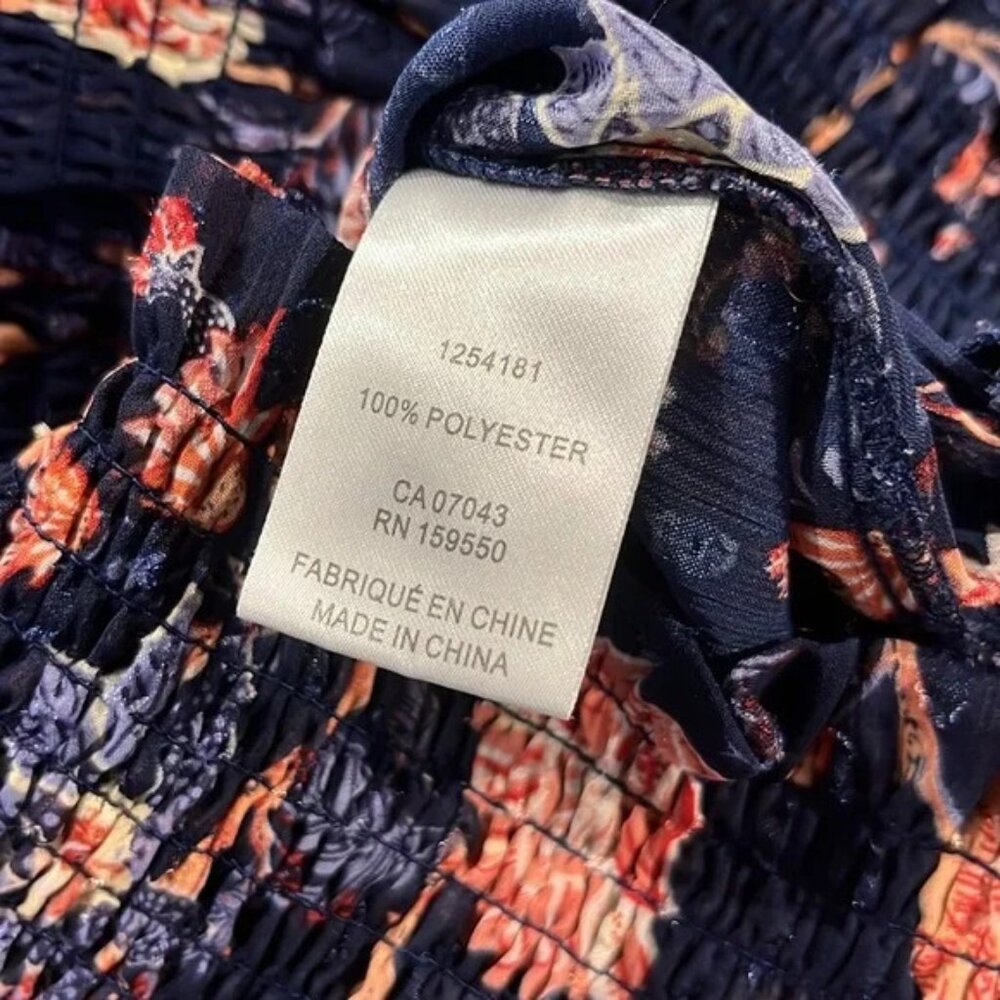 1254181
100% POLYESTER
CA 07043
RN 159550
FABRIQUÉ EN CHINE
MADE IN CHINA